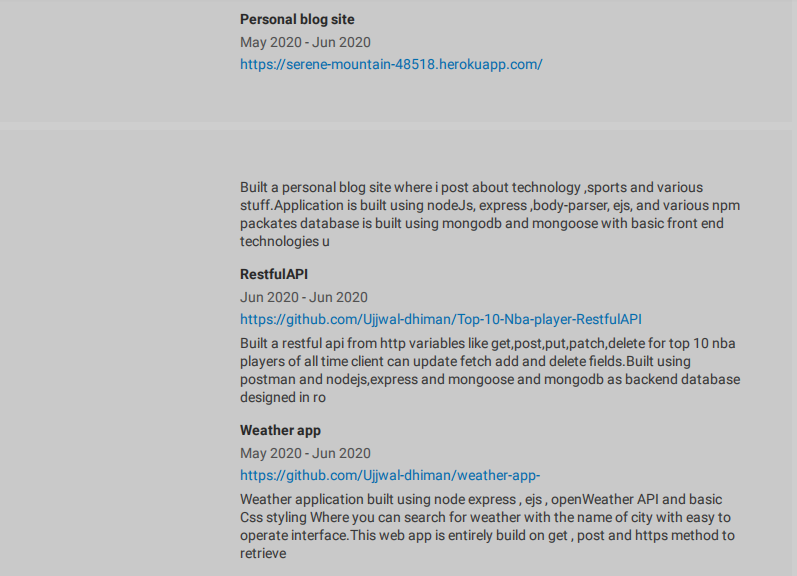 Personal blog site
May 2020 - Jun 2020
https://serene-mountain-48518.herokuapp.com/
Built a personal blog site where i post about technology ,sports and various
stuff.Application is built using nodeJs, express ,body-parser, ejs, and various npm
packates database is built using mongodb and mongoose with basic front end
technologies u
RestfulAPI
Jun 2020 - Jun 2020
https://github.com/Ujjwal-dhiman/Top-10-Nba-player-RestfulAPI
Built a restful api from http variables like get,post,put,patch,delete for top 10 nba
players of all time client can update fetch add and delete fields.Built using
postman and nodejs,express and mongoose and mongodb as backend database
designed in ro
Weather app
May 2020 - Jun 2020
https://github.com/Ujjwal-dhiman/weather-app-
Weather application built using node express , ejs , openWeather API and basic
Css styling Where you can search for weather with the name of city with easy to
operate interface.This web app is entirely build on get , post and https method to
retrieve